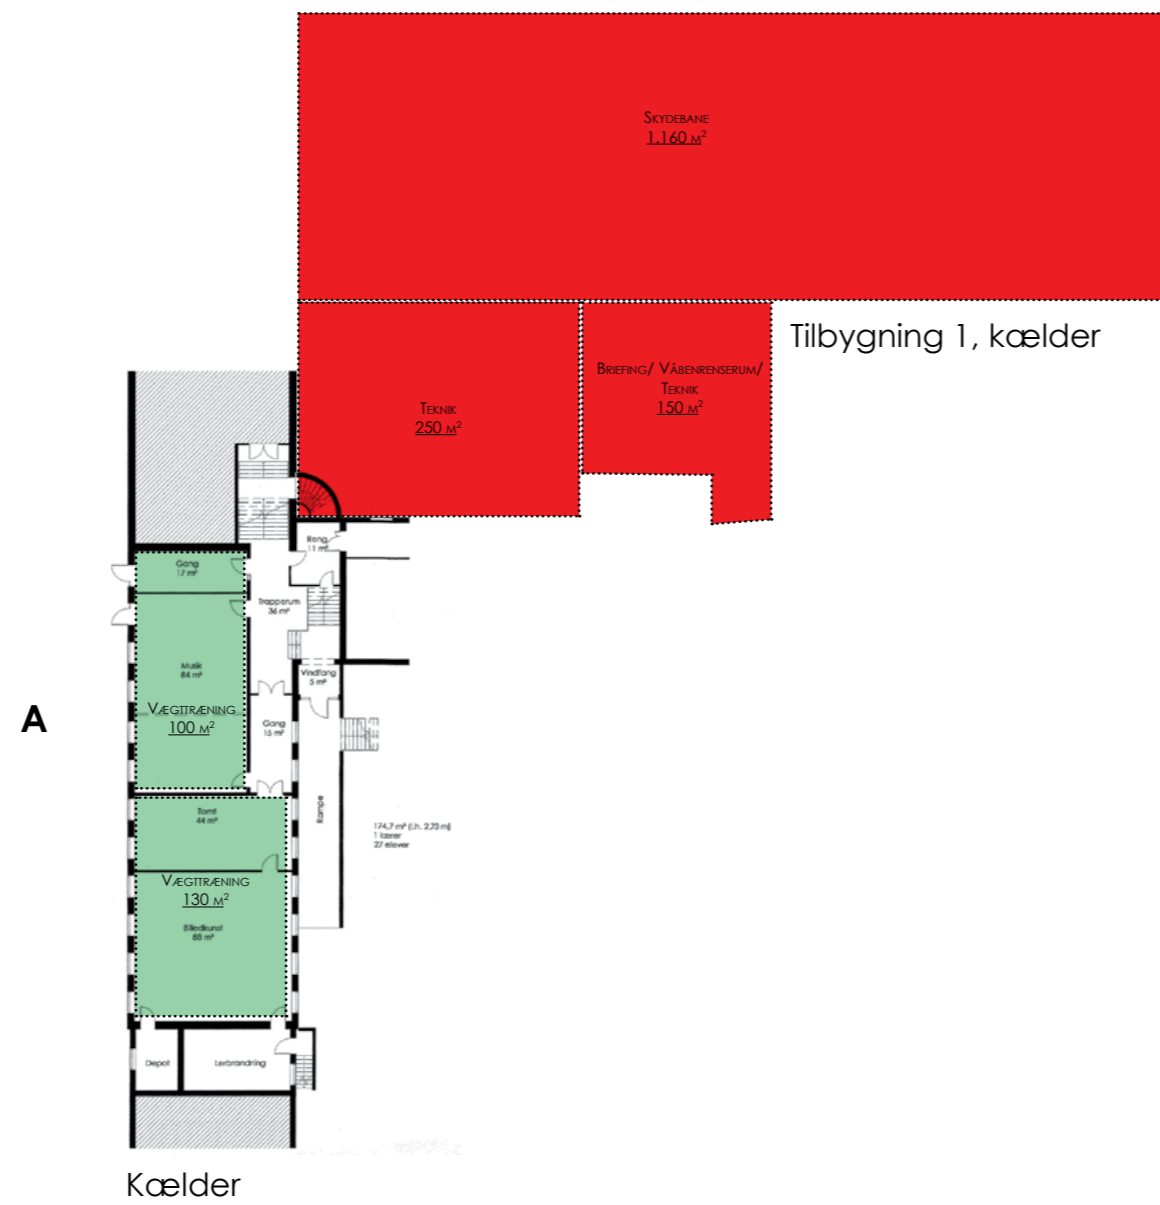 Skydebane
1.160 m²
Tilbygning 1, kælder
Briefing/ Våbenrenserum/
Teknik
150 m²
Teknik
250 m²
Reng.
11 m²
Gang
17 m²
Trapperum
36 m²
Musik
84 m²
Vindfang
5 m²
A
Vægttræning
100 m²
Gang
15 m²
Rampe
Tomt
44 m²
174,7 m² (l.h. 2,73 m)
1 lærer
27 elever
Vægttræning
130 m²
Billedkunst
88 m²
Depot
Lerbrændning
Kælder